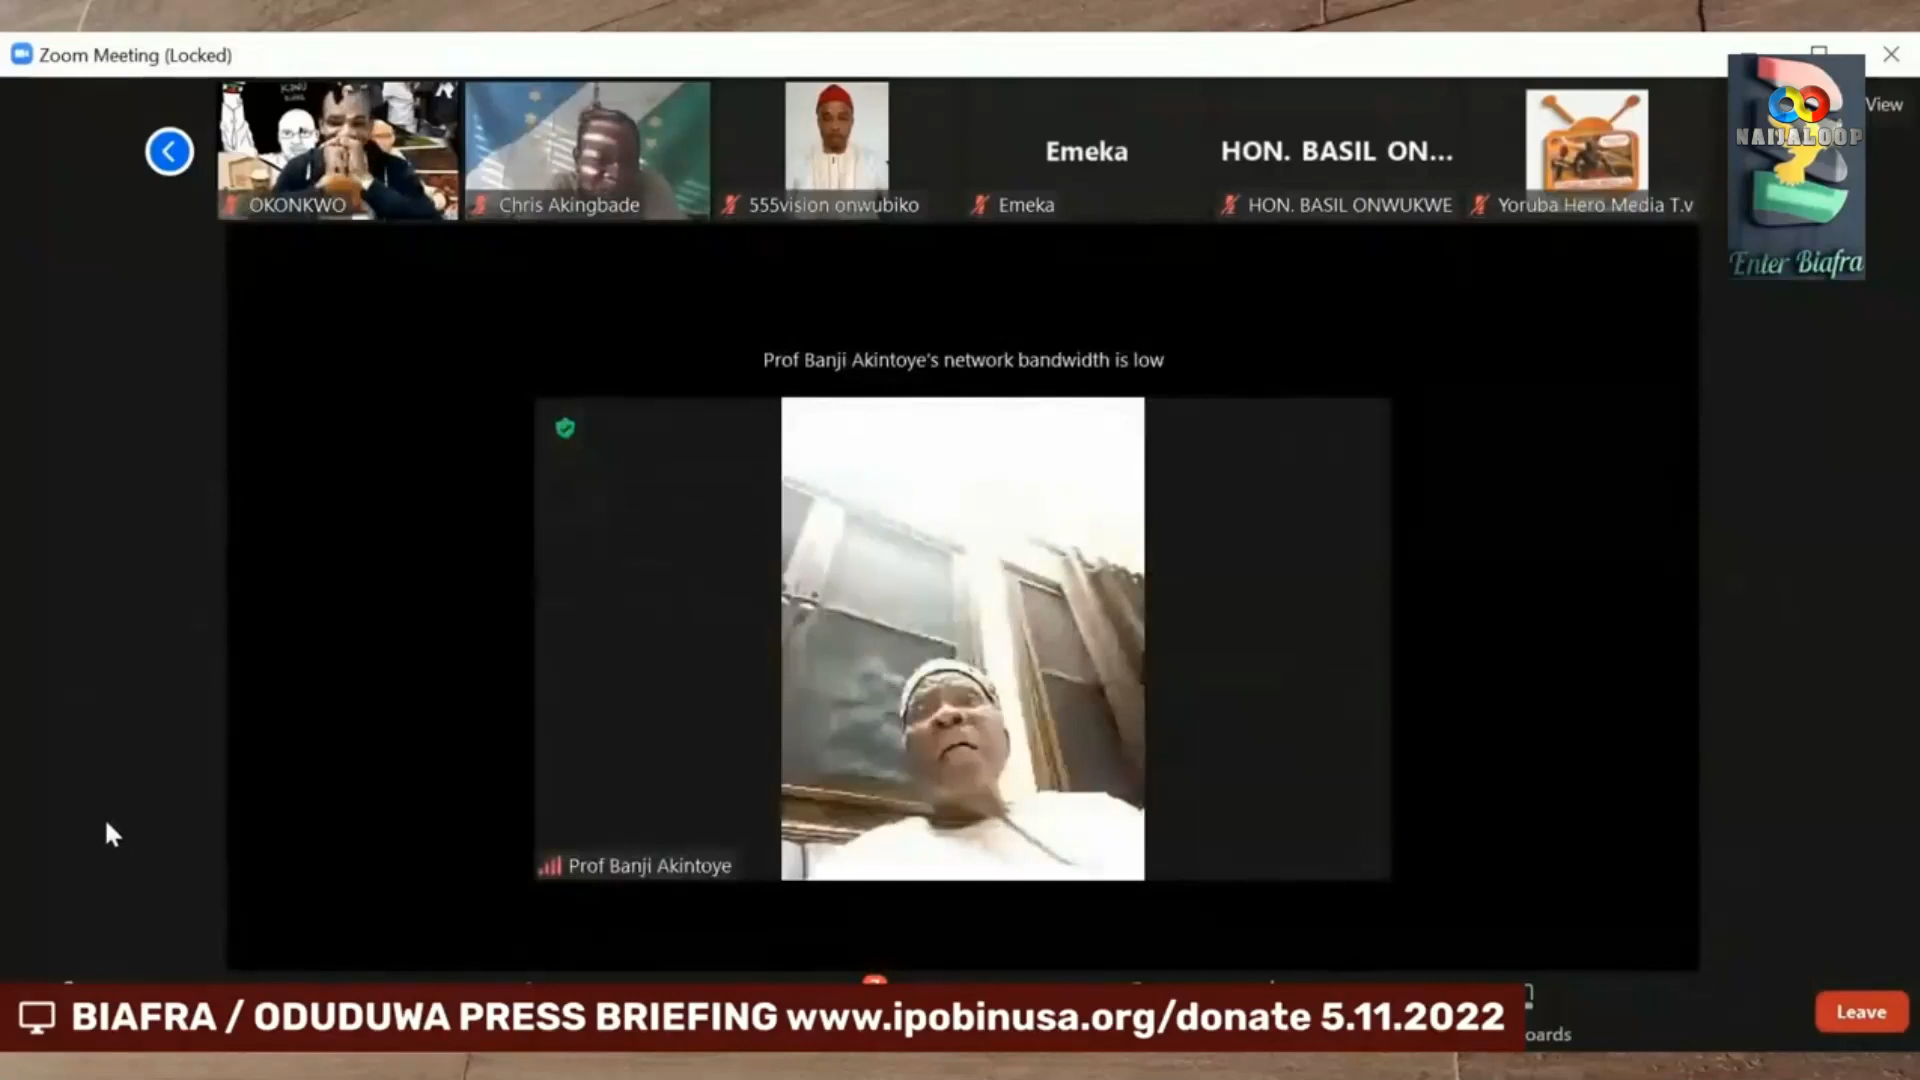 Zoom Meeting (Locked)
View
KANU
OKONKWO
Chris Akingbade
555vision onwubiko
Emeka
Emeka
HON. BASIL ON...
HON. BASIL ONWUKWE
Yoruba Hero Media T.v
NAIJALOOP
Enter Biafra
Prof Banji Akintoye's network bandwidth is low
Prof Banji Akintoye
BIAFRA / ODUDUWA PRESS BRIEFING www.ipobinusa.org/donate 5.11.2022
oards
Leave